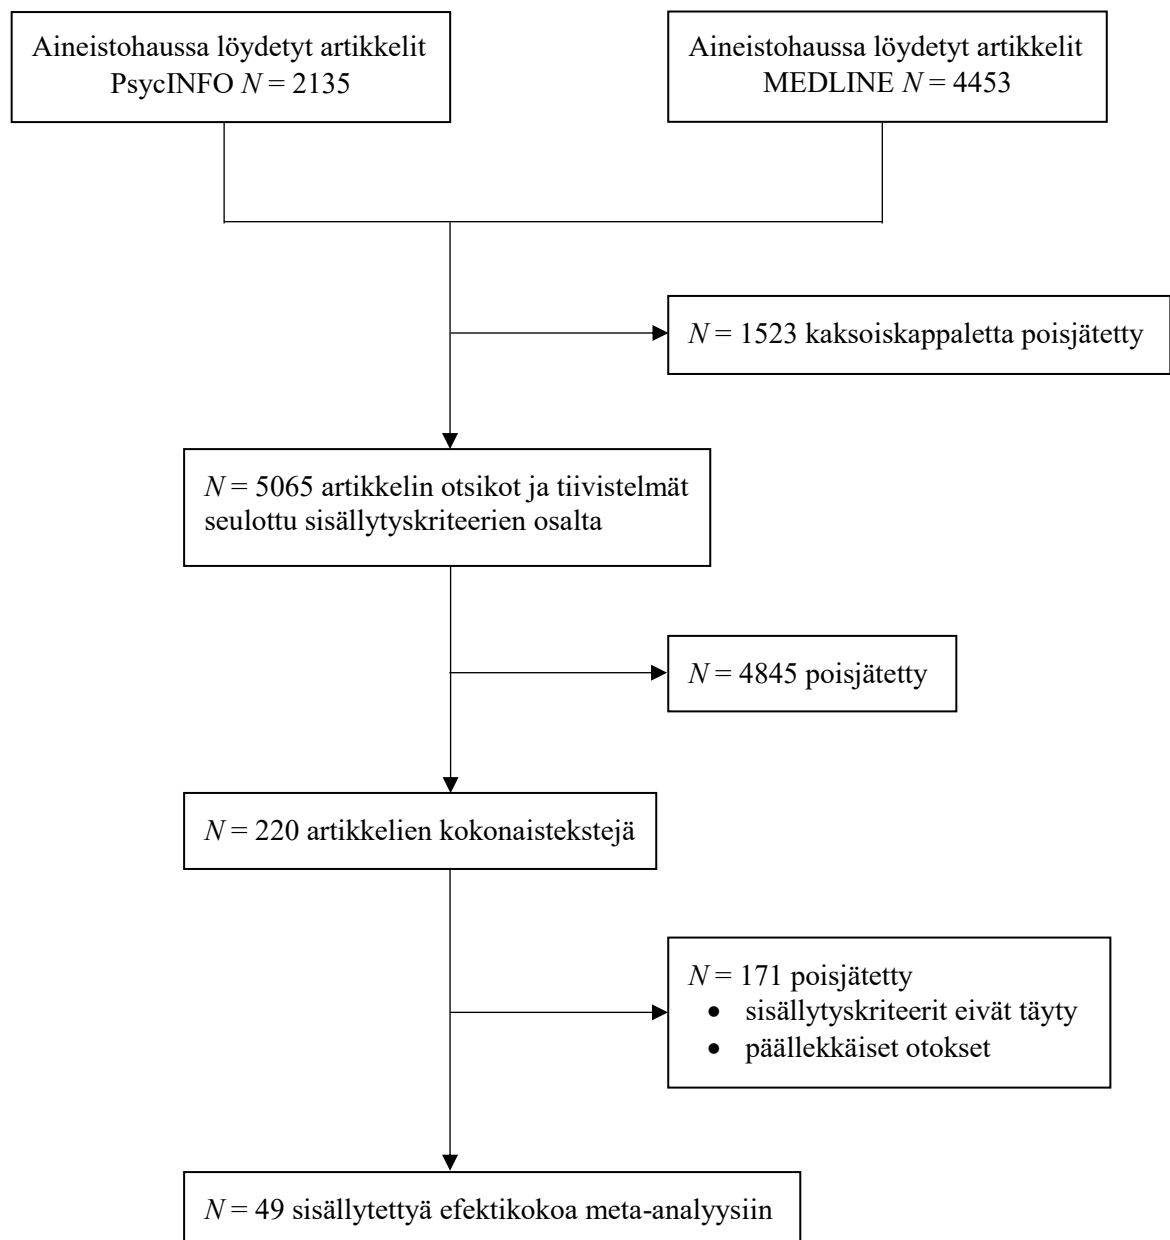 Aineistohaussa löydetyt artikkelit
PsycINFO N = 2135
Aineistohaussa löydetyt artikkelit
MEDLINE N = 4453
N = 1523 kaksoiskappaletta poisjätetty
N = 5065 artikkelin otsikot ja tiivistelmät
seulottu sisällytyskriteerien osalta
N = 4845 poisjätetty
N = 220 artikkelien kokonaistekstejä
N = 171 poisjätetty
• sisällytyskriteerit eivät täyty
• päällekkäiset otokset
N = 49 sisällytettyä efektikokoa meta-analyysiin